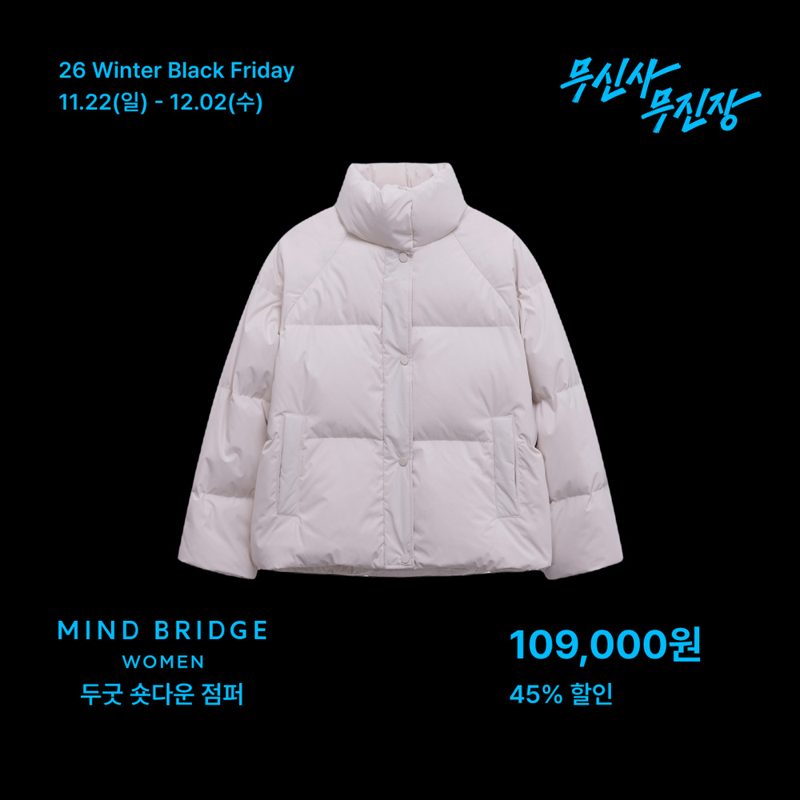 26 Winter Black Friday
11.22(일) - 12.02(수)
무신사
무진장
MIND BRIDGE
WOMEN
두굿 숏다운 점퍼
109,000원
45% 할인